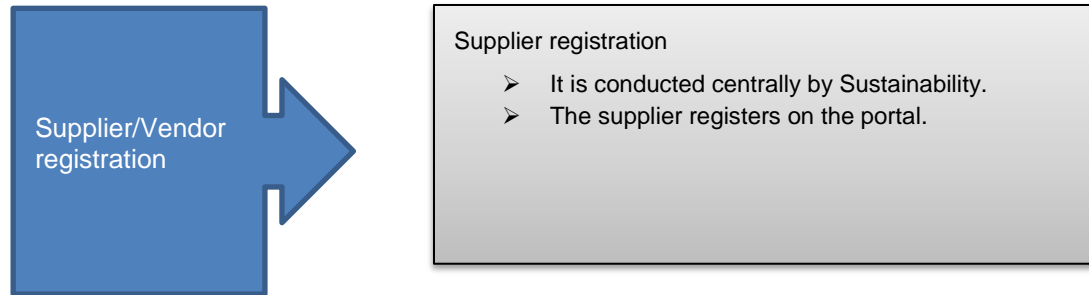 Supplier/Vendor
registration
Supplier registration
➢ It is conducted centrally by Sustainability.
➢ The supplier registers on the portal.